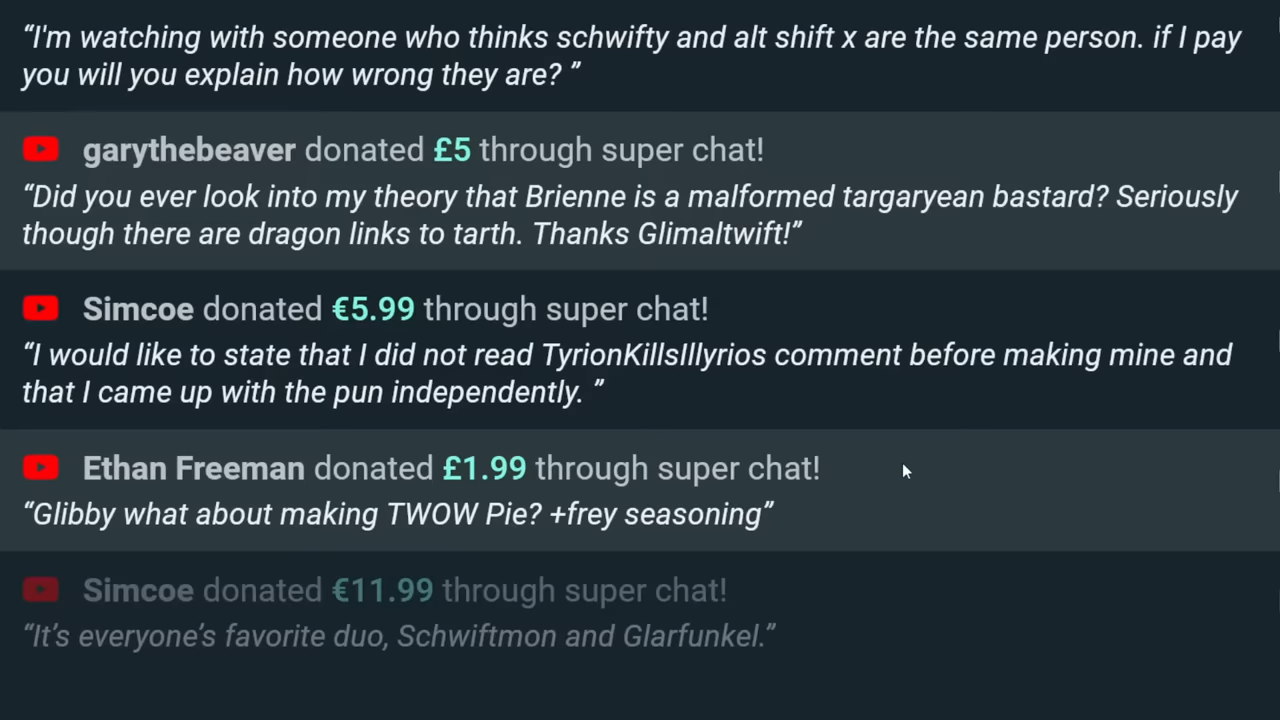 “I'm watching with someone who thinks schwifty and alt shift x are the same person. if I pay
you will you explain how wrong they are? ”
garythebeaver donated £5 through super chat!
“Did you ever look into my theory that Brienne is a malformed targaryean bastard? Seriously
though there are dragon links to tarth. Thanks Glimaltwift!”
Simcoe donated €5.99 through super chat!
“I would like to state that I did not read TyrionKillsIllyrios comment before making mine and
that I came up with the pun independently. ”
Ethan Freeman donated £1.99 through super chat!
“Glibby what about making TWOW Pie? +frey seasoning”
Simcoe donated €11.99 through super chat!
“It’s everyone’s favorite duo, Schwiftmon and Glarfunkel.”